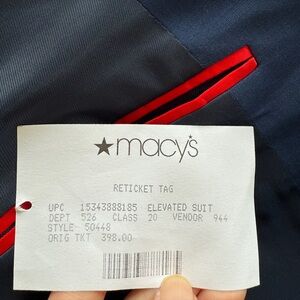 ★macy's
RETICKET TAG
UPC 15343888185 ELEVATED SUIT
DEPT 526 CLASS 20 VENDOR 944
STYLE 50448
ORIG TKT 398.00